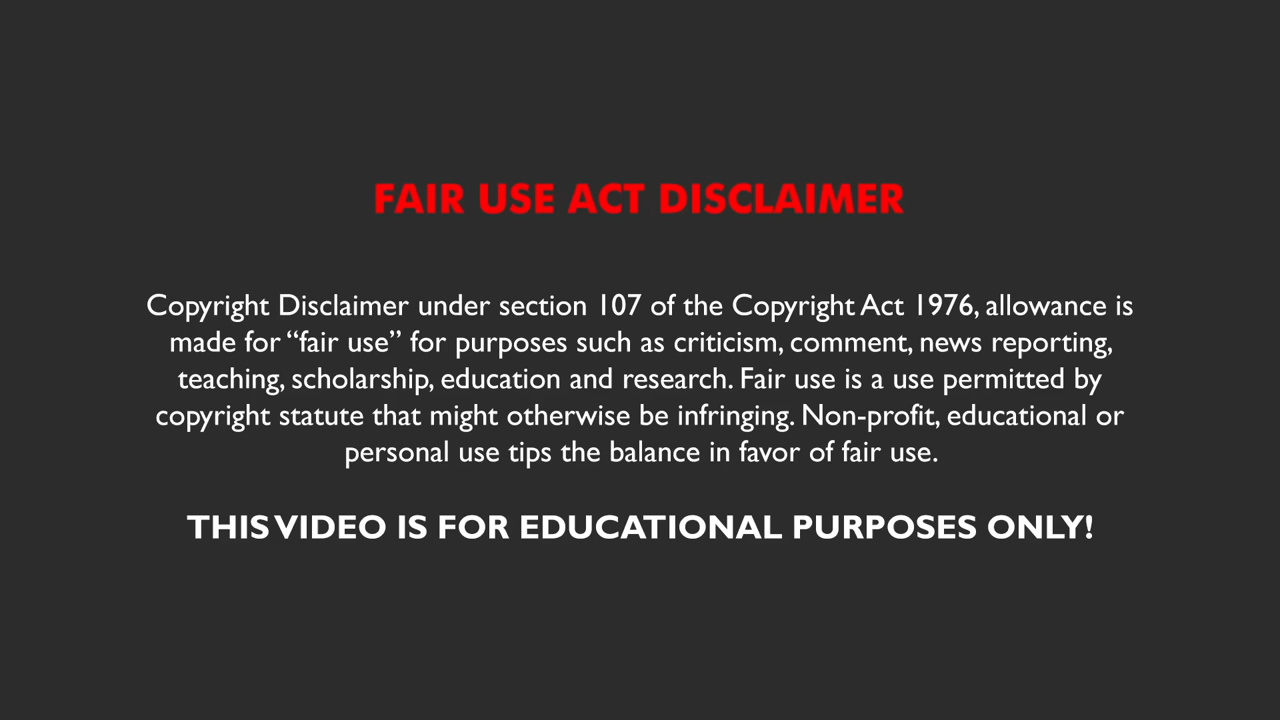 FAIR USE ACT DISCLAIMER
Copyright Disclaimer under section 107 of the Copyright Act 1976, allowance is
made for “fair use” for purposes such as criticism, comment, news reporting,
teaching, scholarship, education and research. Fair use is a use permitted by
copyright statute that might otherwise be infringing. Non-profit, educational or
personal use tips the balance in favor of fair use.
THIS VIDEO IS FOR EDUCATIONAL PURPOSES ONLY!